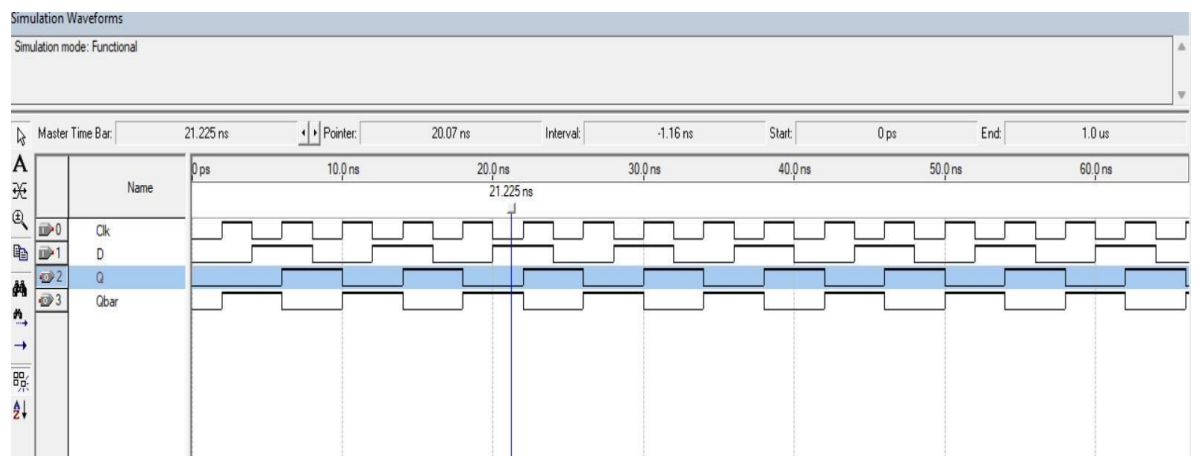 Simulation Waveforms
Simulation mode: Functional
Master Time Bar: 21.225 ns Pointer: 20.07 ns Interval: -1.16 ns Start: 0 ps End: 1.0 us
Name 0 ps 10.0 ns 20.0 ns 30.0 ns 40.0 ns 50.0 ns 60.0 ns
21.225 ns
0 Clk
1 D
2 Q
3 Qbar